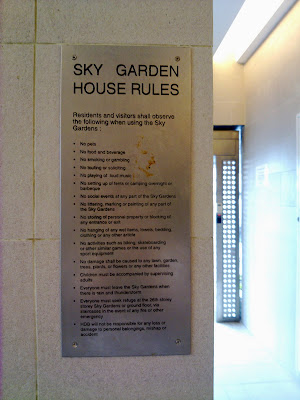 SKY GARDEN
HOUSE RULES
Residents and visitors shall observe
the following when using the Sky
Gardens :
• No pets
• No food and beverage
• No smoking or gambling
• No touting or soliciting
• No playing of loud music
• No setting up of tents or camping overnight or
barbeque
• No social events at any part of the Sky Gardens
• No littering, marking or painting at any part of
the Sky Gardens
• No storing of personal property or blocking of
any entrance or exit
• No hanging of any wet items, towels, bedding,
clothing or any other article
• No activities such as biking, skateboarding
or other similar games or the use of any
sport equipment
• No damage shall be caused to any lawn, garden,
trees, plants, or flowers or any other facilities
• Children must be accompanied by supervising
adults
• Everyone must leave the Sky Gardens when
there is rain and thunderstorm
• Everyone must seek refuge at the 26th storey
Sky Gardens or ground floor via
staircases in the event of any fire or other
emergency
• HDB will not be responsible for any loss or
damage to personal belongings, mishap or
accident